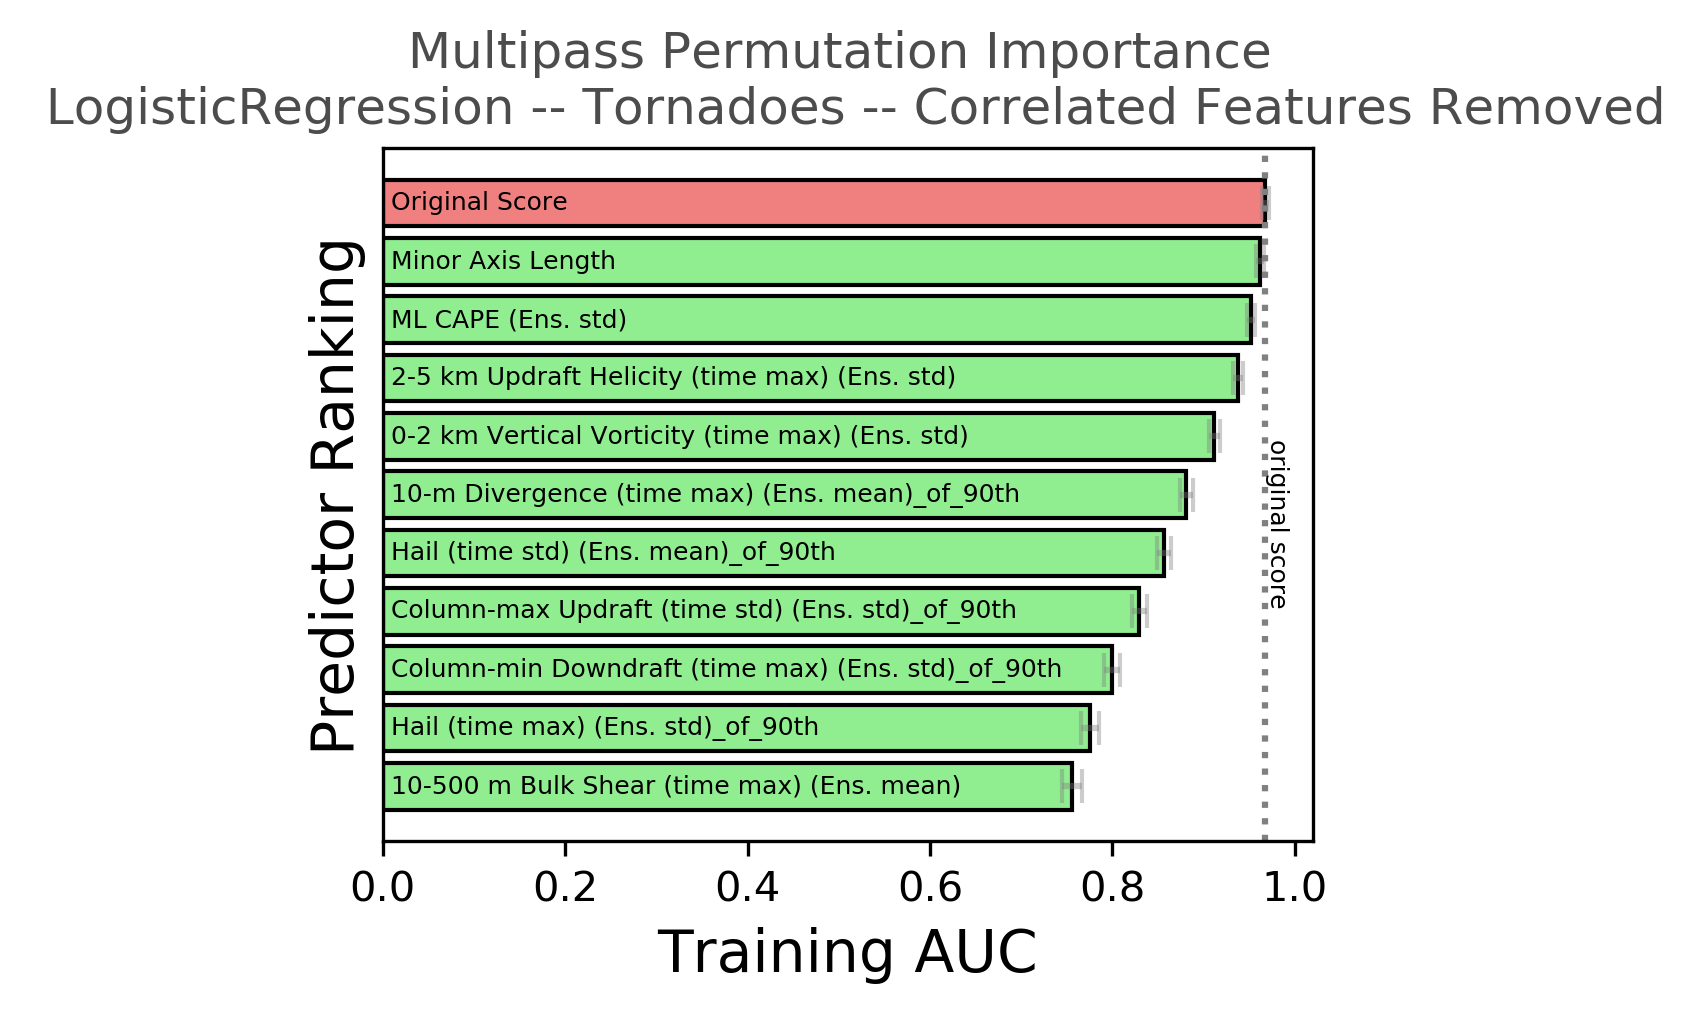 Multipass Permutation Importance
LogisticRegression -- Tornadoes -- Correlated Features Removed
Predictor Ranking
Original Score
Minor Axis Length
ML CAPE (Ens. std)
2-5 km Updraft Helicity (time max) (Ens. std)
0-2 km Vertical Vorticity (time max) (Ens. std)
10-m Divergence (time max) (Ens. mean)_of_90th
Hail (time std) (Ens. mean)_of_90th
Column-max Updraft (time std) (Ens. std)_of_90th
Column-min Downdraft (time max) (Ens. std)_of_90th
Hail (time max) (Ens. std)_of_90th
10-500 m Bulk Shear (time max) (Ens. mean)
original score
0.0 0.2 0.4 0.6 0.8 1.0
Training AUC